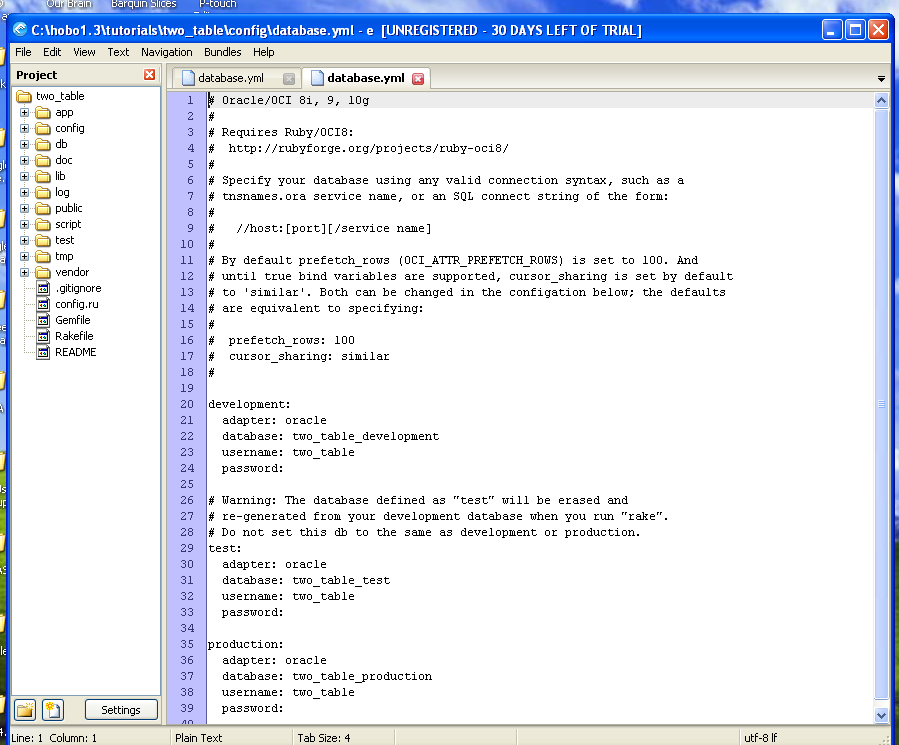 Our Brain Barquin Slices P-touch
C:\hobo1.3\tutorials\two_table\config\database.yml - e [UNREGISTERED - 30 DAYS LEFT OF TRIAL]
File Edit View Text Navigation Bundles Help
Project
database.yml database.yml
two_table
app
config
db
doc
lib
log
public
script
test
tmp
vendor
.gitignore
config.ru
Gemfile
Rakefile
README
1 # Oracle/OCI 8i, 9, 10g
2 #
3 # Requires Ruby/OCI8:
4 #  http://rubyforge.org/projects/ruby-oci8/
5 #
6 # Specify your database using any valid connection syntax, such as a
7 # tnsnames.ora service name, or an SQL connect string of the form:
8 #
9 #   //host:[port][/service name]
10 #
11 # By default prefetch_rows (OCI_ATTR_PREFETCH_ROWS) is set to 100. And
12 # until true bind variables are supported, cursor_sharing is set by default
13 # to 'similar'. Both can be changed in the configation below; the defaults
14 # are equivalent to specifying:
15 #
16 #  prefetch_rows: 100
17 #  cursor_sharing: similar
18 #
19
20 development:
21   adapter: oracle
22   database: two_table_development
23   username: two_table
24   password:
25
26 # Warning: The database defined as "test" will be erased and
27 # re-generated from your development database when you run "rake".
28 # Do not set this db to the same as development or production.
29 test:
30   adapter: oracle
31   database: two_table_test
32   username: two_table
33   password:
34
35 production:
36   adapter: oracle
37   database: two_table_production
38   username: two_table
39   password:
40
Settings
Line: 1 Column: 1 Plain Text Tab Size: 4 utf-8 lf